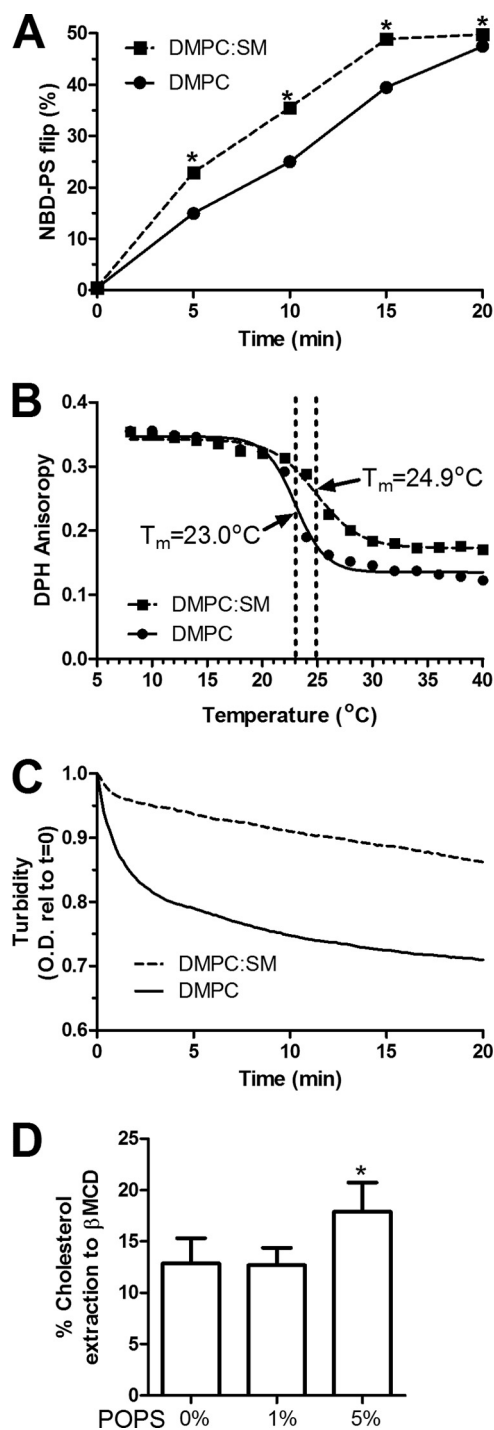 A
NBD-PS flip (%)
50
40
30
20
10
0
DMPC:SM
DMPC
*
*
*
*
0 5 10 15 20
Time (min)
B
DPH Anisoropy
0.4
0.3
0.2
0.1
0.0
Tm=24.9°C
Tm=23.0°C
DMPC:SM
DMPC
5 10 15 20 25 30 35 40
Temperature (°C)
C
Turbidity
(O.D. rel to t=0)
1.0
0.9
0.8
0.7
0.6
DMPC:SM
DMPC
0 5 10 15 20
Time (min)
D
% Cholesterol
extraction to βMCD
25
20
15
10
5
0
*
POPS 0% 1% 5%